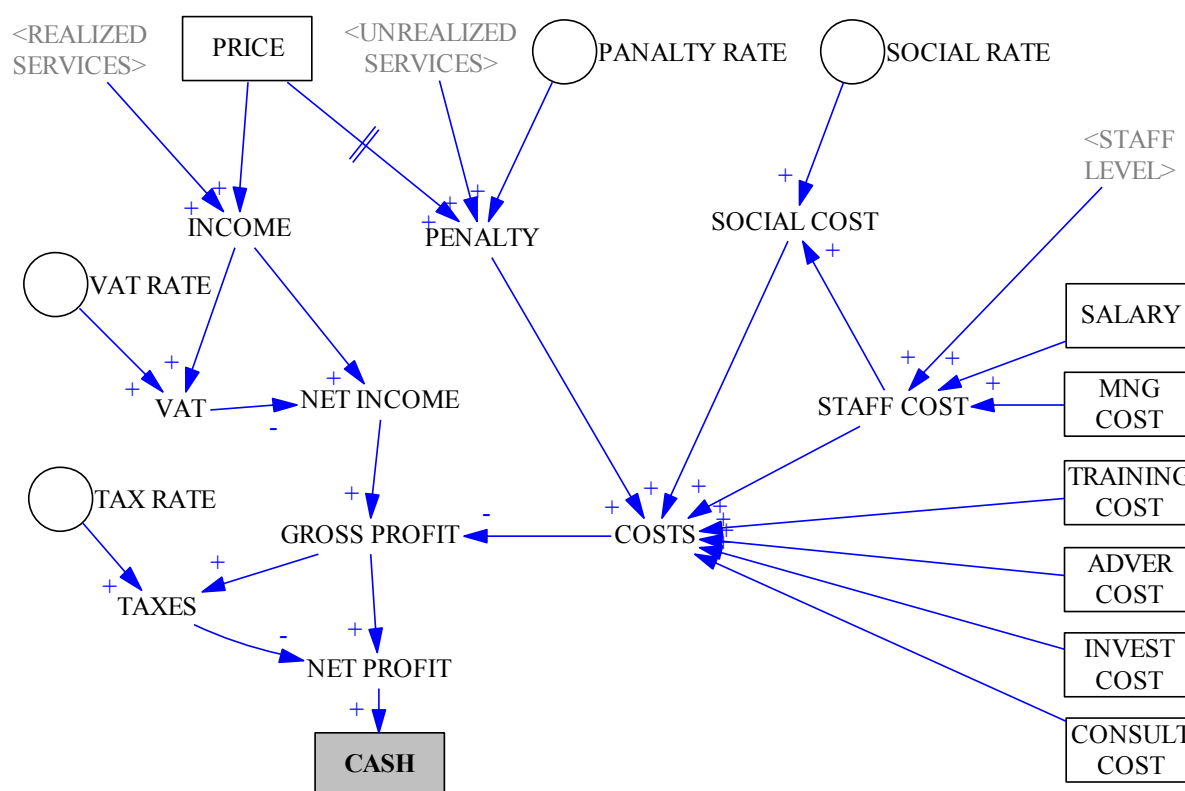 <REALIZED
SERVICES>
PRICE
<UNREALIZED
SERVICES>
PANALTY RATE
SOCIAL RATE
<STAFF
LEVEL>
+
+
INCOME
+
+
+
PENALTY
+
SOCIAL COST
+
VAT RATE
SALARY
+
+
VAT
-
+
NET INCOME
+
+
+
STAFF COST
MNG
COST
TAX RATE
+
GROSS PROFIT
-
+
+
+
+
+
+
+
COSTS
TRAINING
COST
ADVER
COST
+
TAXES
+
-
+
NET PROFIT
INVEST
COST
+
CASH
CONSULT
COST